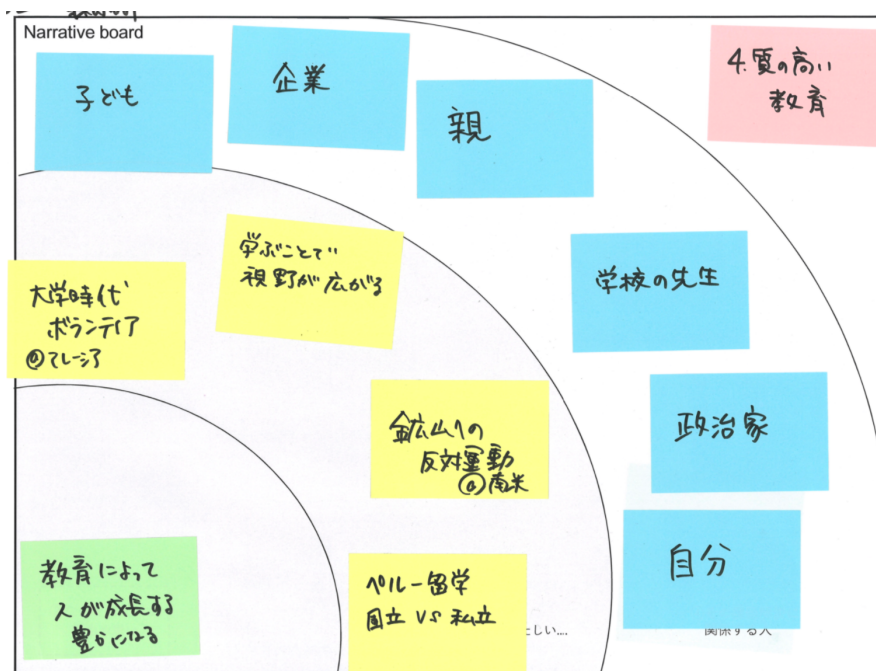 Narrative board
子ども
企業
親
4.質の高い
教育
学校の先生
政治家
自分
学ぶことで
視野が広がる
大学時代
ボランティア
@マレーシア
鉱山への
反対運動
@南米
ペルー留学
国立 VS 私立
教育によって
人が成長する
豊かになる
としい....
関係する人